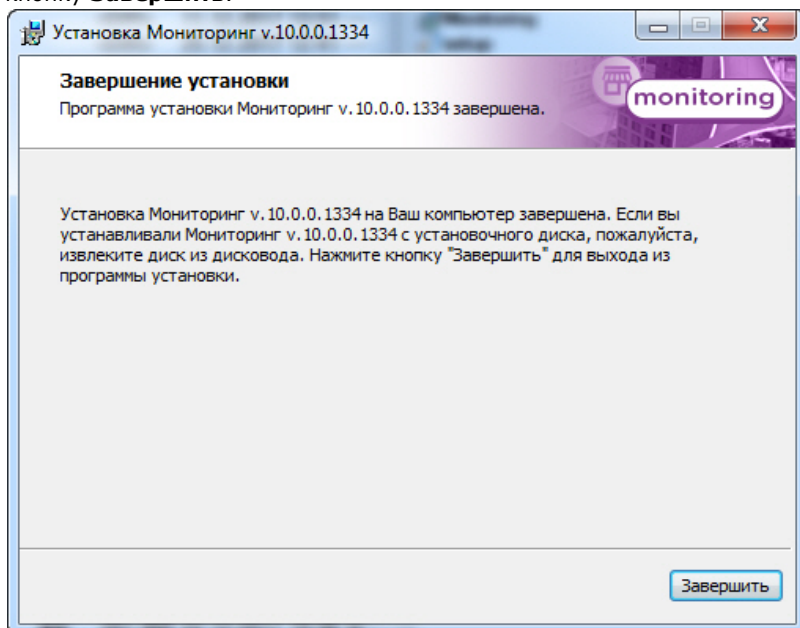 кнопку Завершить.
Установка Мониторинг v.10.0.0.1334
Завершение установки
Программа установки Мониторинг v.10.0.0.1334 завершена.
monitoring
Установка Мониторинг v.10.0.0.1334 на Ваш компьютер завершена. Если вы
устанавливали Мониторинг v.10.0.0.1334 с установочного диска, пожалуйста,
извлеките диск из дисковода. Нажмите кнопку "Завершить" для выхода из
программы установки.
Завершить